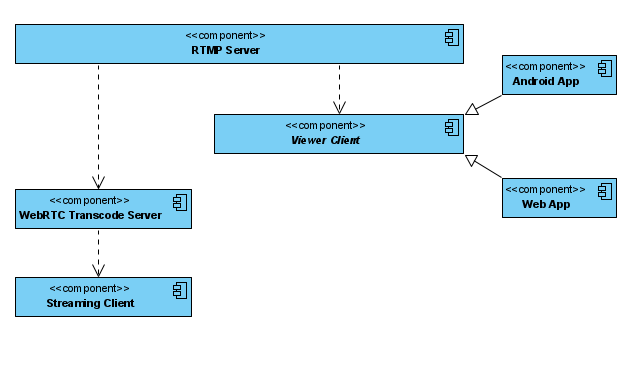 <<component>>
RTMP Server
<<component>>
Android App
<<component>>
Viewer Client
<<component>>
Web App
<<component>>
WebRTC Transcode Server
<<component>>
Streaming Client